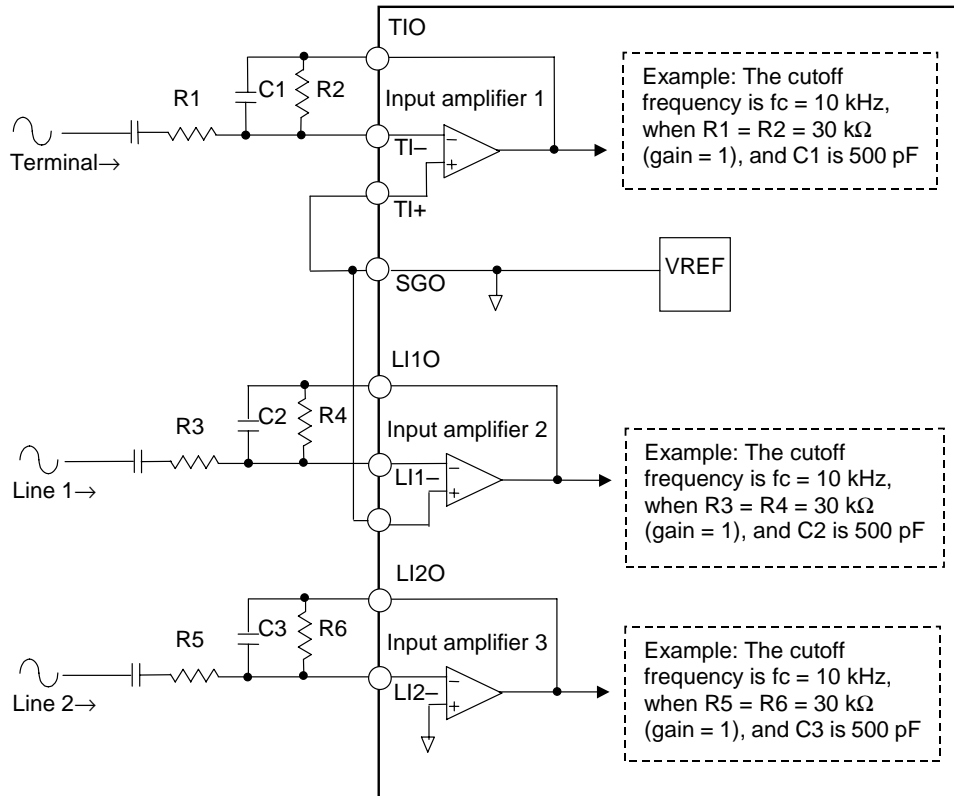 TIO
R1
C1
R2
Input amplifier 1
Terminal→
TI–
–
+
TI+
Example: The cutoff
frequency is fc = 10 kHz,
when R1 = R2 = 30 kΩ
(gain = 1), and C1 is 500 pF
SGO
VREF
LI1O
R3
C2
R4
Input amplifier 2
Line 1→
LI1–
–
+
Example: The cutoff
frequency is fc = 10 kHz,
when R3 = R4 = 30 kΩ
(gain = 1), and C2 is 500 pF
LI2O
R5
C3
R6
Input amplifier 3
Line 2→
LI2–
–
+
Example: The cutoff
frequency is fc = 10 kHz,
when R5 = R6 = 30 kΩ
(gain = 1), and C3 is 500 pF